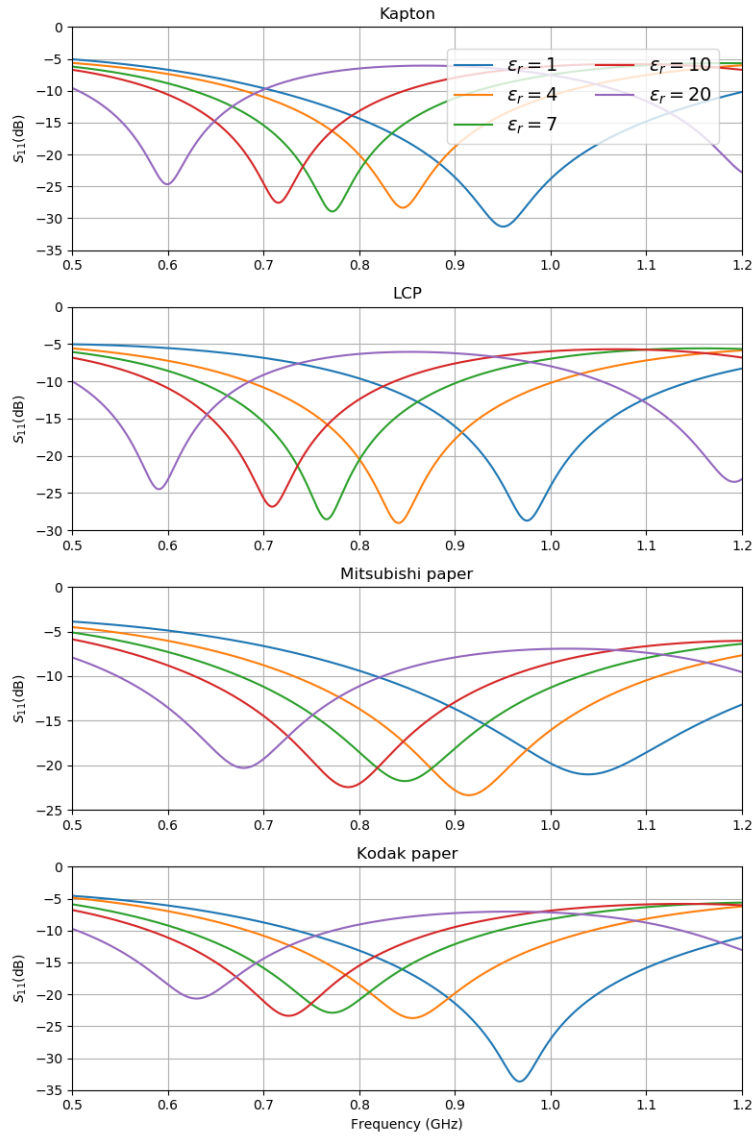 Kapton
0
−5
−10
−15
−20
−25
−30
−35
S₁₁(dB)
0.5 0.6 0.7 0.8 0.9 1.0 1.1 1.2
εᵣ = 1
εᵣ = 4
εᵣ = 7
εᵣ = 10
εᵣ = 20
LCP
0
−5
−10
−15
−20
−25
−30
S₁₁(dB)
0.5 0.6 0.7 0.8 0.9 1.0 1.1 1.2
Mitsubishi paper
0
−5
−10
−15
−20
−25
S₁₁(dB)
0.5 0.6 0.7 0.8 0.9 1.0 1.1 1.2
Kodak paper
0
−5
−10
−15
−20
−25
−30
−35
S₁₁(dB)
0.5 0.6 0.7 0.8 0.9 1.0 1.1 1.2
Frequency (GHz)